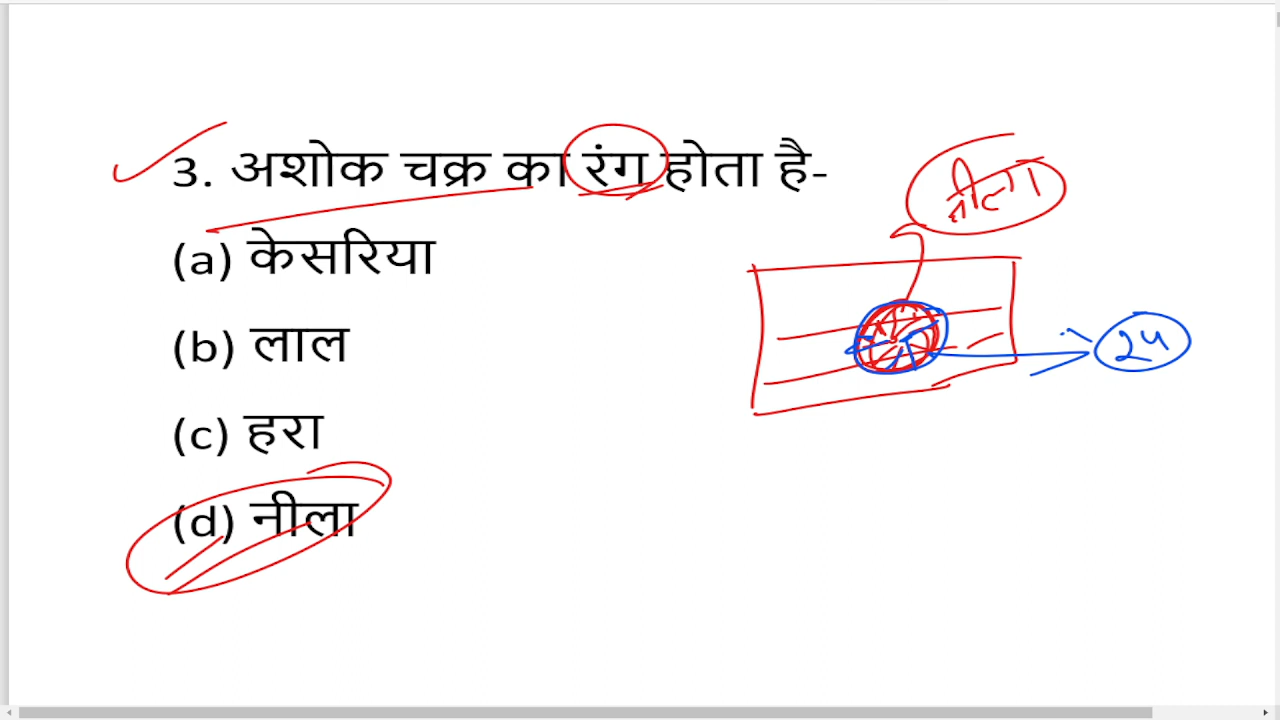 3. अशोक चक्र का रंग होता है-
(a) केसरिया
(b) लाल
(c) हरा
(d) नीला
नीला
24